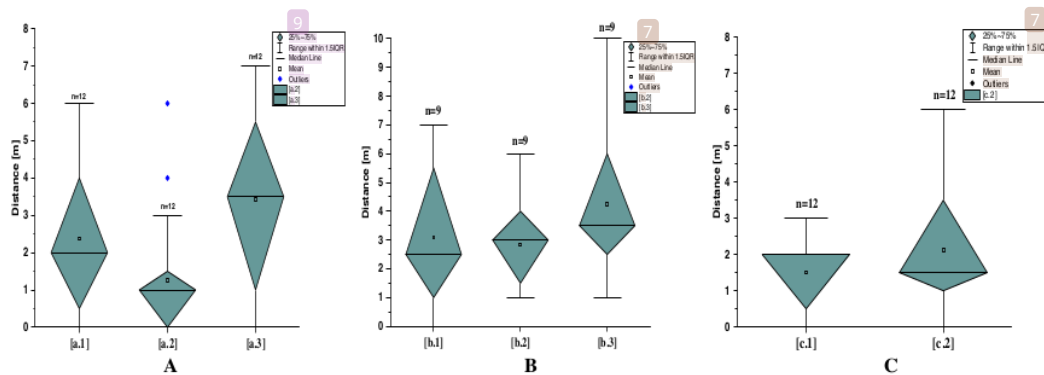 9
8
7
6
5
4
3
2
1
0
Distance [m]
n=12
n=12
n=12
25%~75%
Range within 1.5IQR
Median Line
Mean
Outliers
[a.2]
[a.3]
[a.1]
[a.2]
[a.3]
A
7
10
9
8
7
6
5
4
3
2
1
0
Distance [m]
n=9
n=9
n=9
25%~75%
Range within 1.5IQR
Median Line
Mean
Outliers
[b.2]
[b.3]
[b.1]
[b.2]
[b.3]
B
7
8
7
6
5
4
3
2
1
0
Distance [m]
n=12
n=12
25%~75%
Range within 1.5IQ
Median Line
Mean
Outliers
[c.2]
[c.1]
[c.2]
C